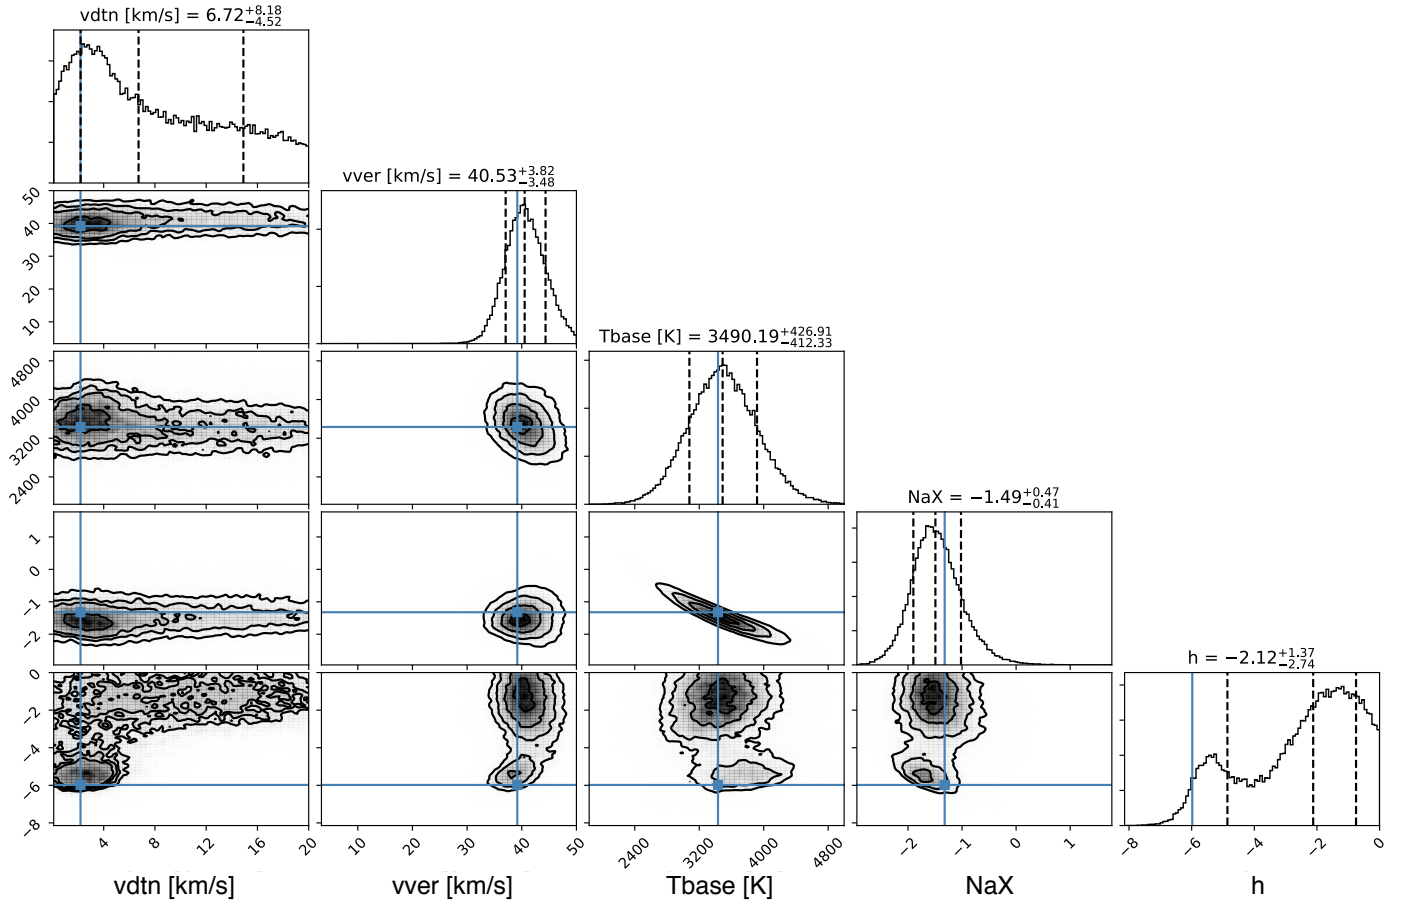 vdtn [km/s] = 6.72+8.18 −4.52
vver [km/s] = 40.53+3.82 −3.48
50
40
30
20
10
Tbase [K] = 3490.19+426.91 −412.33
4800
4000
3200
2400
NaX = −1.49+0.47 −0.41
1
0
−1
−2
h = −2.12+1.37 −2.74
0
−2
−4
−6
−8
4 8 12 16 20 10 20 30 40 50 2400 3200 4000 4800 −2 −1 0 1 −8 −6 −4 −2 0
vdtn [km/s] vver [km/s] Tbase [K] NaX h